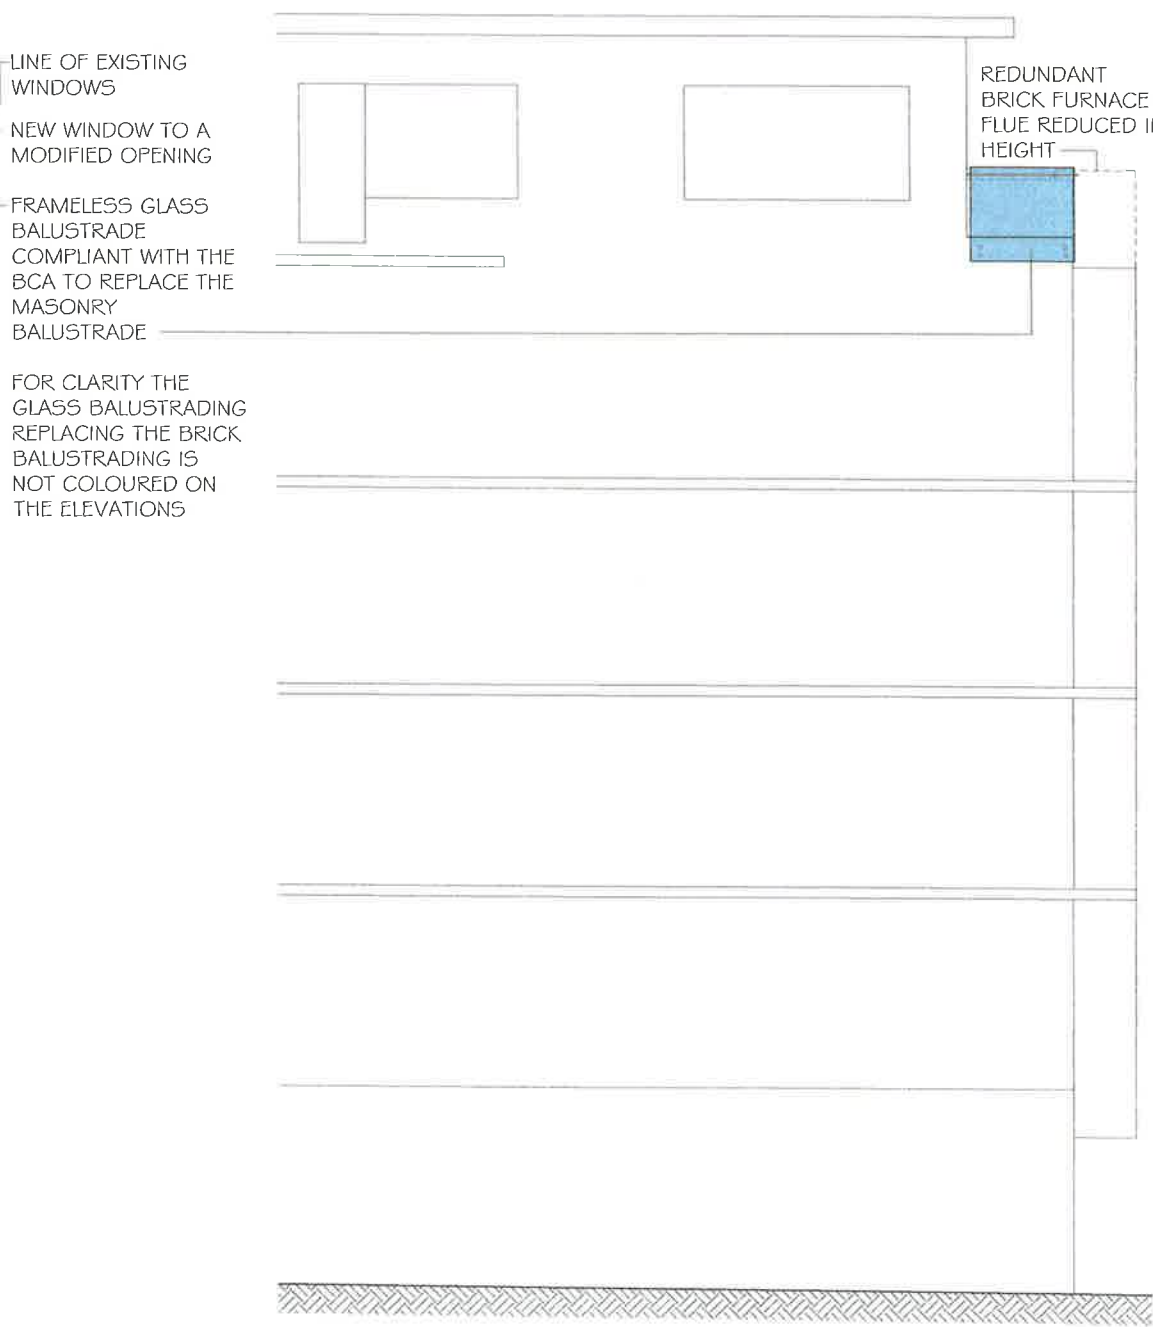 LINE OF EXISTING
WINDOWS
NEW WINDOW TO A
MODIFIED OPENING
FRAMELESS GLASS
BALUSTRADE
COMPLIANT WITH THE
BCA TO REPLACE THE
MASONRY
BALUSTRADE
FOR CLARITY THE
GLASS BALUSTRADING
REPLACING THE BRICK
BALUSTRADING IS
NOT COLOURED ON
THE ELEVATIONS
REDUNDANT
BRICK FURNACE
FLUE REDUCED
HEIGHT